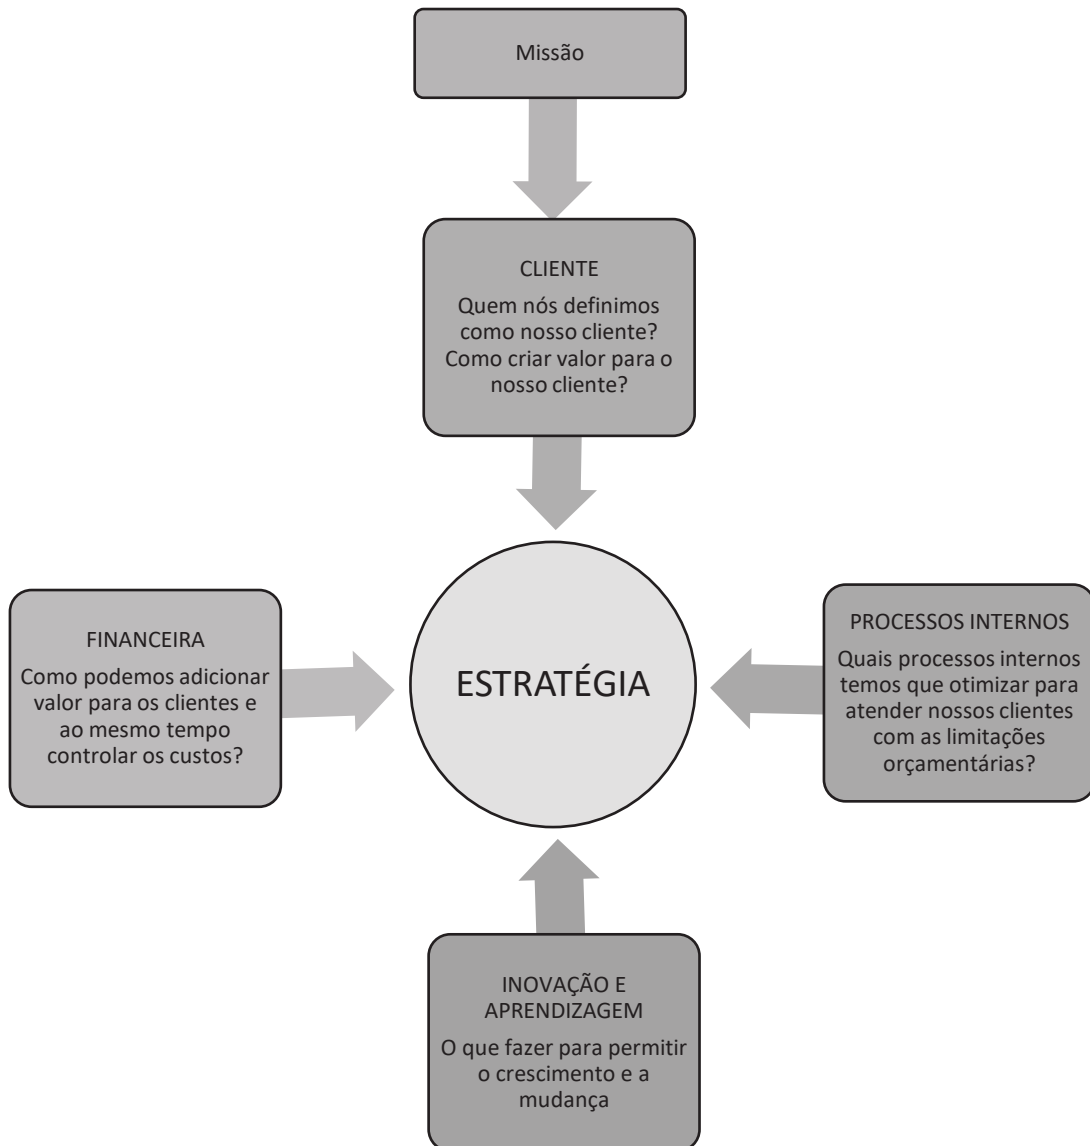 Missão
CLIENTE
Quem nós definimos
como nosso cliente?
Como criar valor para o
nosso cliente?
FINANCEIRA
Como podemos adicionar
valor para os clientes e
ao mesmo tempo
controlar os custos?
ESTRATÉGIA
PROCESSOS INTERNOS
Quais processos internos
temos que otimizar para
atender nossos clientes
com as limitações
orçamentárias?
INOVAÇÃO E
APRENDIZAGEM
O que fazer para permitir
o crescimento e a
mudança